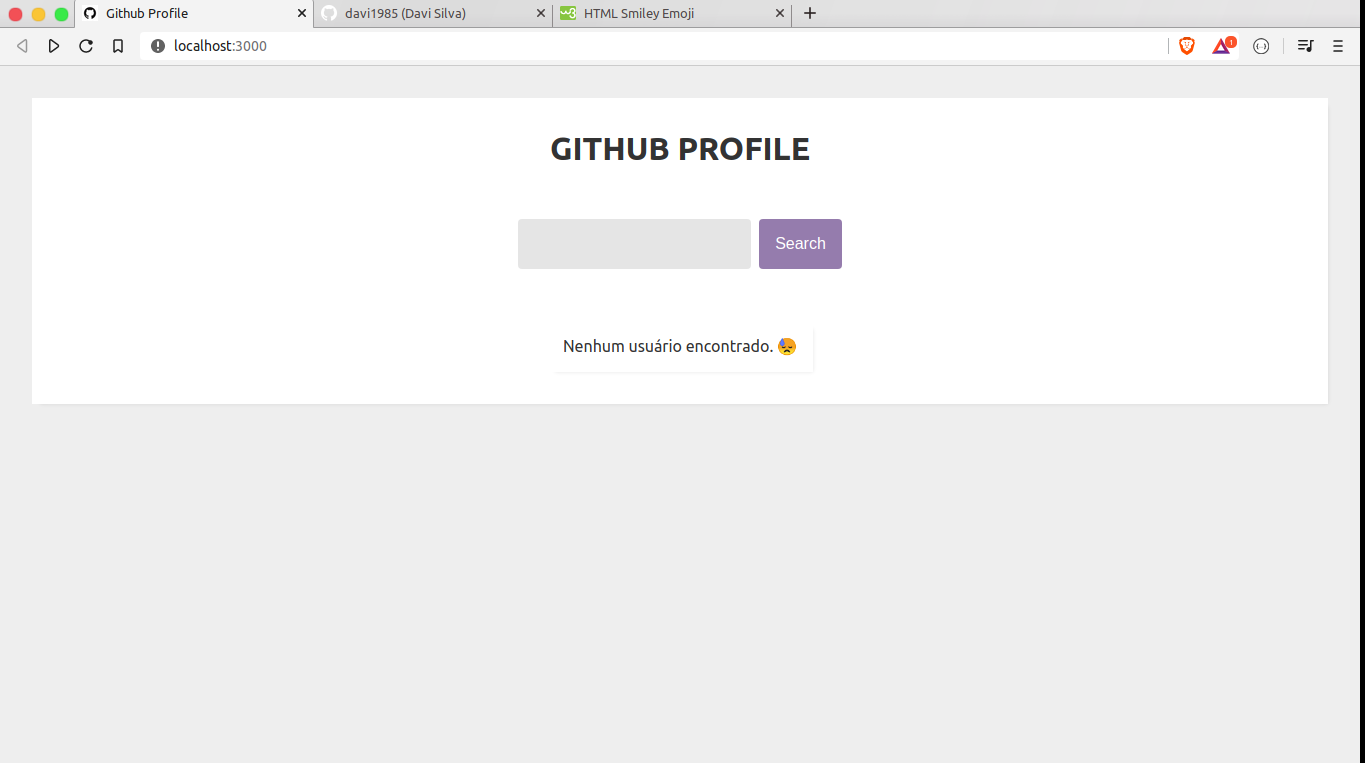 Github Profile
davi1985 (Davi Silva)
HTML Smiley Emoji
localhost:3000
1
GITHUB PROFILE
Search
Nenhum usuário encontrado. 😓